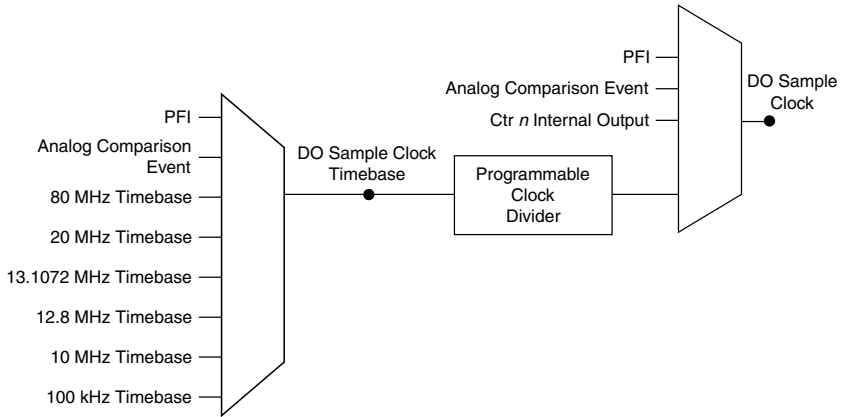 PFI
Analog Comparison
Event
80 MHz Timebase
20 MHz Timebase
13.1072 MHz Timebase
12.8 MHz Timebase
10 MHz Timebase
100 kHz Timebase
DO Sample Clock
Timebase
Programmable
Clock
Divider
PFI
Analog Comparison Event
Ctr n Internal Output
DO Sample
Clock